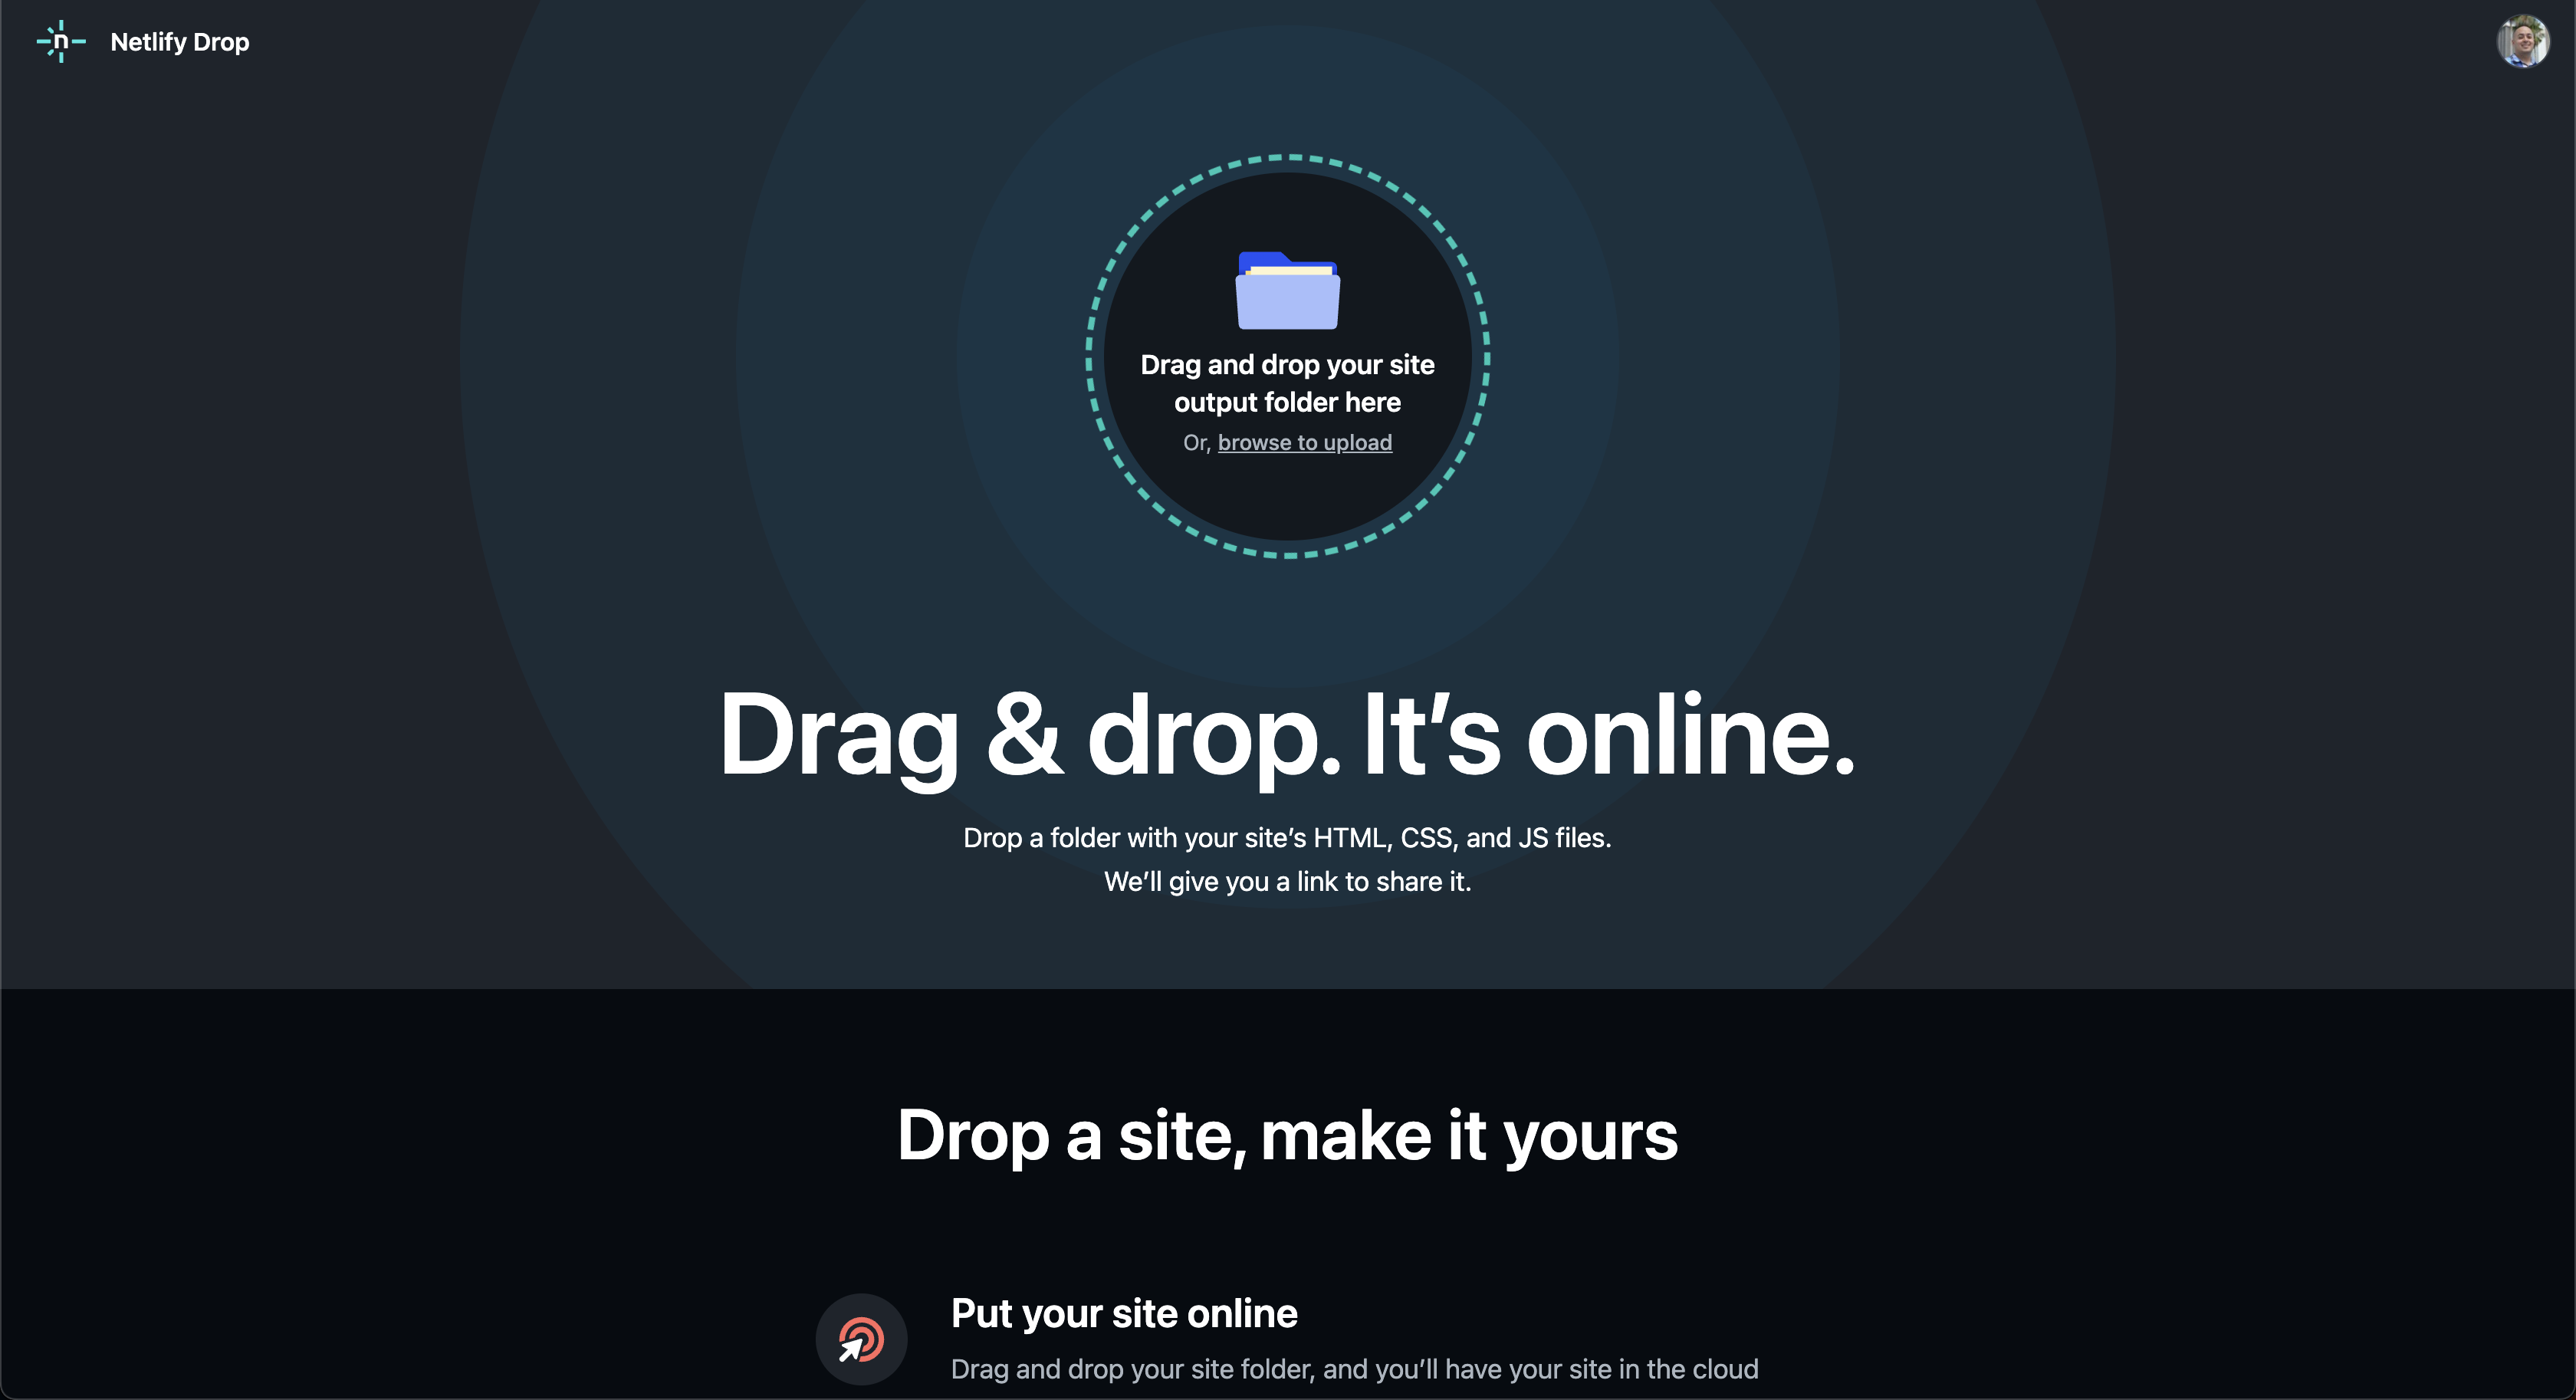 Netlify Drop
Drag and drop your site
output folder here
Or, browse to upload
Drag & drop. It’s online.
Drop a folder with your site’s HTML, CSS, and JS files.
We’ll give you a link to share it.
Drop a site, make it yours
Put your site online
Drag and drop your site folder, and you’ll have your site in the cloud